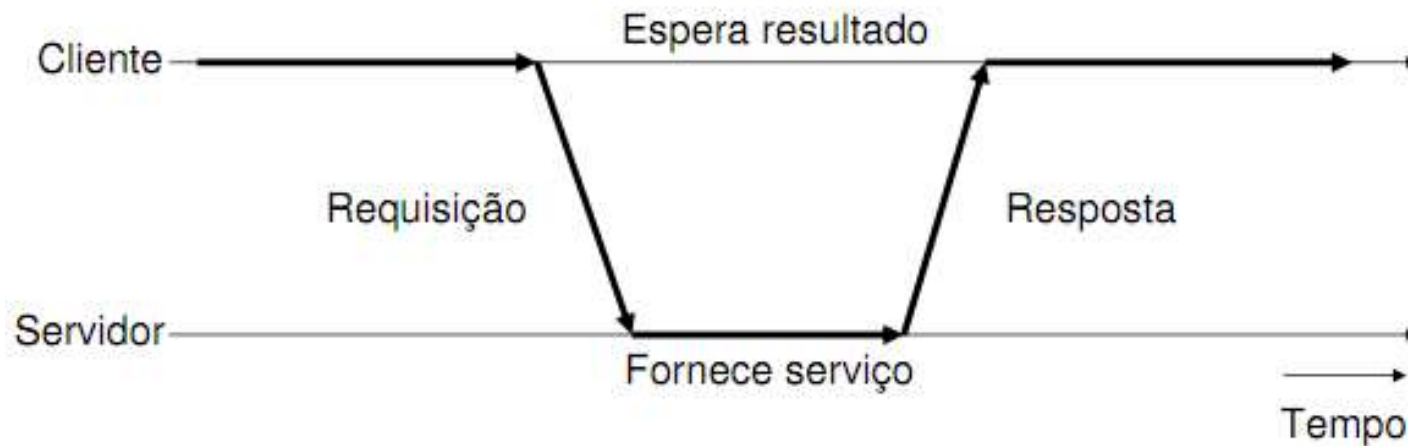 Espera resultado
Cliente
Requisição
Resposta
Servidor
Fornece serviço
Tempo